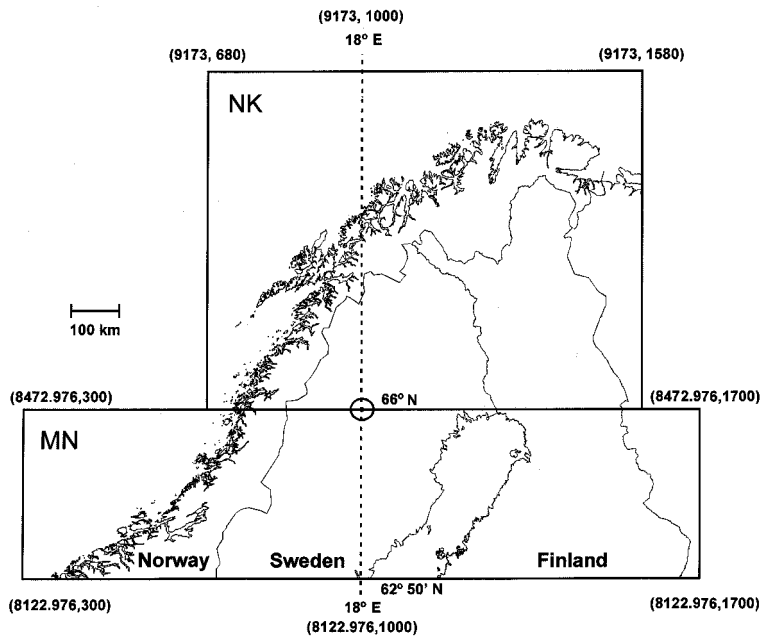 (9173, 1000)
18° E
(9173, 680)
(9173, 1580)
NK
100 km
(8472.976,300)
66° N
(8472.976,1700)
MN
Norway
Sweden
Finland
62° 50' N
(8122.976,300)
18° E
(8122.976,1700)
(8122.976,1000)